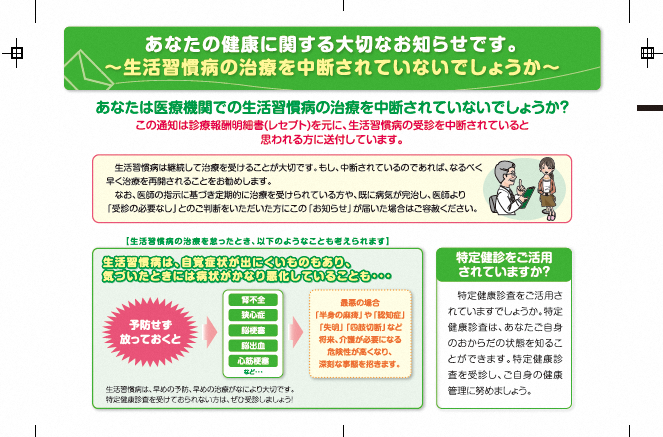 あなたの健康に関する大切なお知らせです。
～生活習慣病の治療を中断されていないでしょうか～
あなたは医療機関での生活習慣病の治療を中断されていないでしょうか？
この通知は診療報酬明細書(レセプト)を元に、生活習慣病の受診を中断されていると
思われる方に送付しています。
生活習慣病は継続して治療を受けることが大切です。もし、中断されているのであれば、なるべく
早く治療を再開されることをお勧めします。
なお、医師の指示に基づき定期的に治療を受けられている方や、既に病気が完治し、医師より
「受診の必要なし」とのご判断をいただいた方にこの「お知らせ」が届いた場合はご容赦ください。
【生活習慣病の治療を怠ったとき、以下のようなことも考えられます】
生活習慣病は、自覚症状が出にくいものもあり、
気づいたときには病状がかなり悪化していることも・・・
予防せず
放っておくと
腎不全
狭心症
脳梗塞
脳出血
心筋梗塞
など・・・
最悪の場合
「半身の麻痺」や「認知症」
「失明」「四肢切断」など
将来、介護が必要になる
危険性が高くなり、
深刻な事態を招きます。
生活習慣病は、早めの予防、早めの治療がなにより大切です。
特定健康診査を受けておられない方は、ぜひ受診しましょう!
特定健診をご活用
されていますか?
特定健康診査をご活用さ
れていますでしょうか。特定
健康診査は、あなたご自身
のおからだの状態を知るこ
とができます。特定健康診
査を受診し、ご自身の健康
管理に努めましょう。